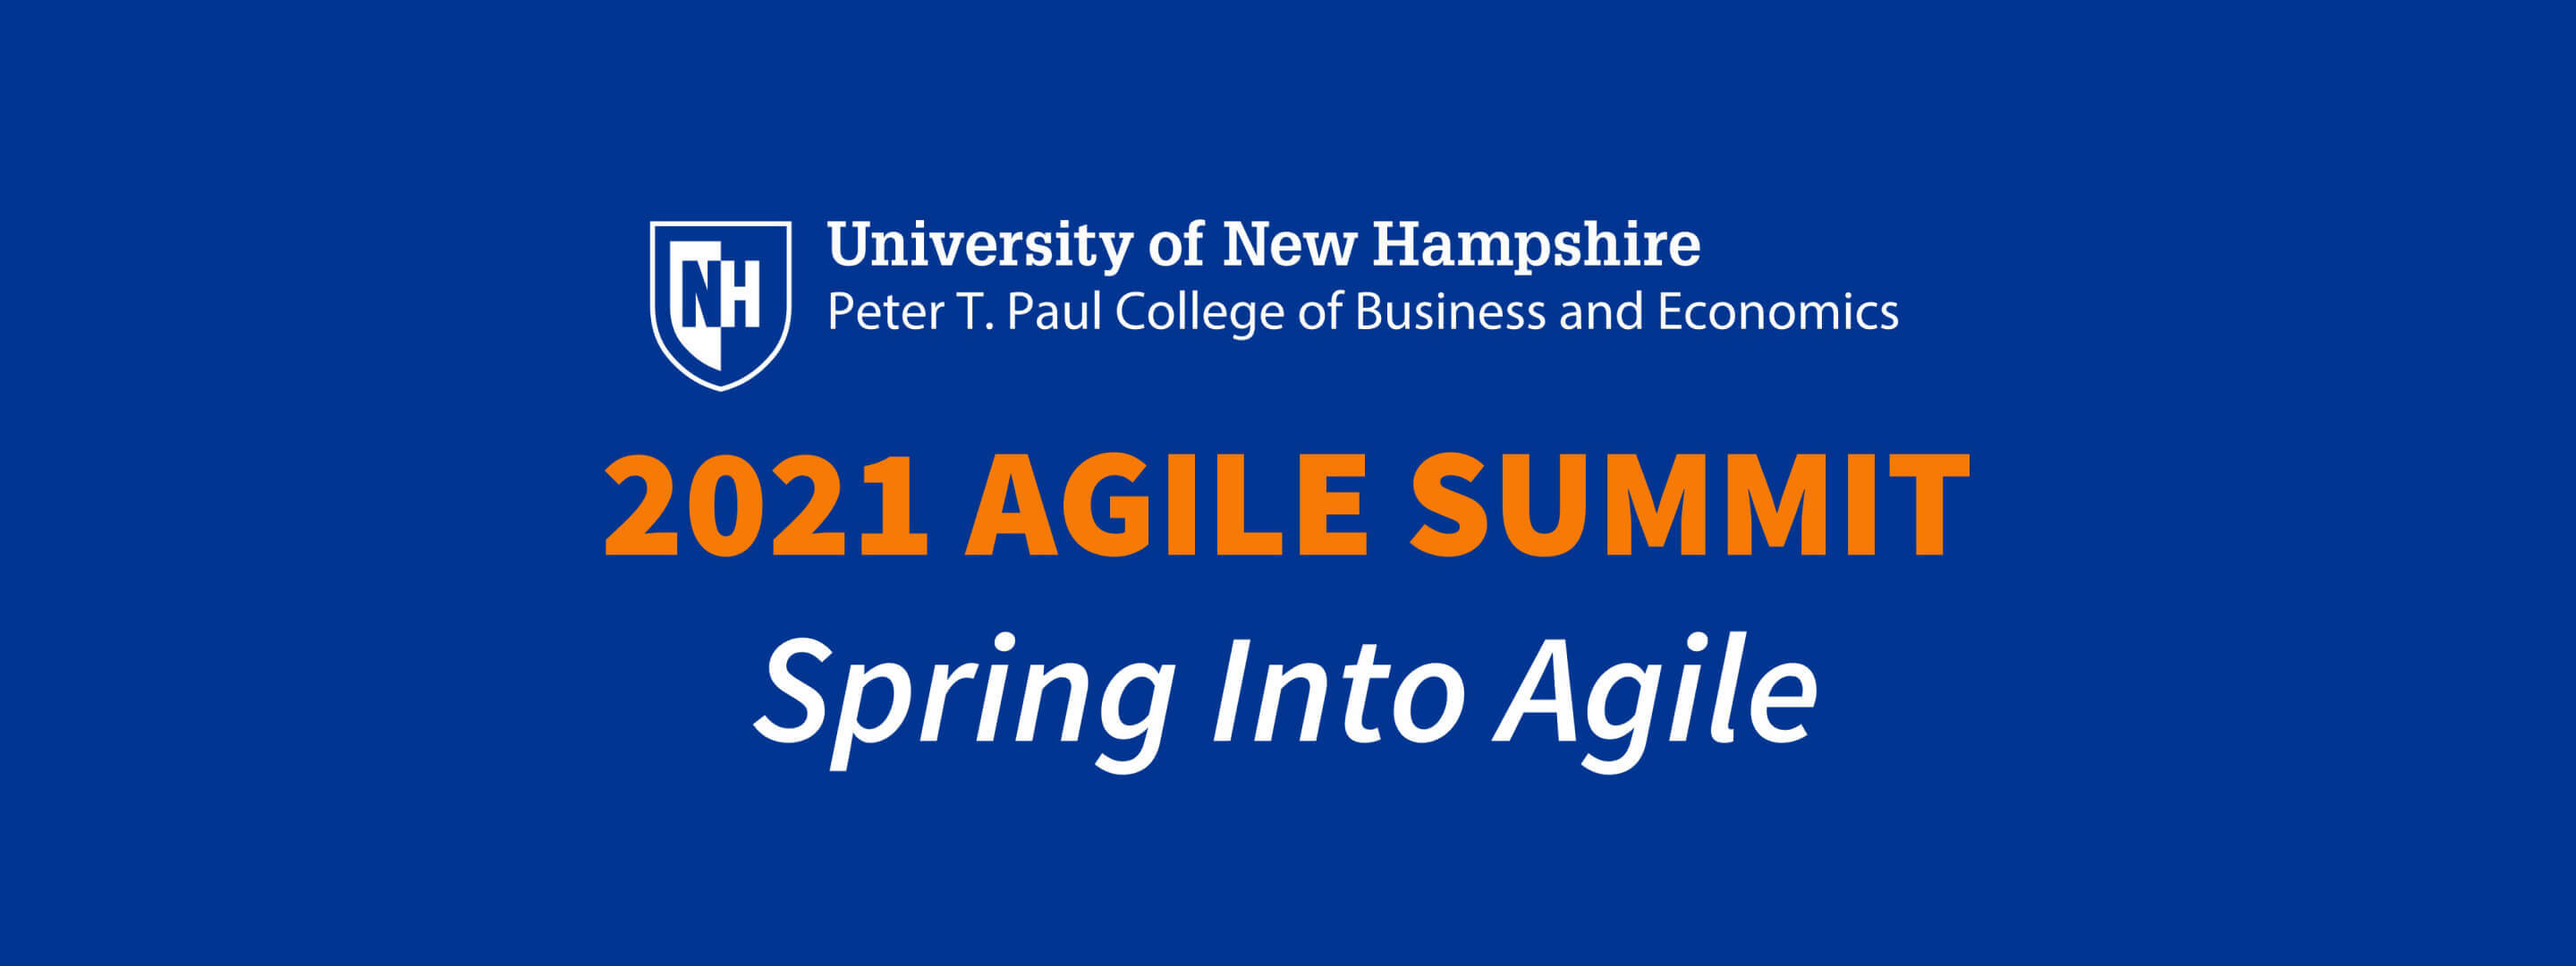 NH
University of New Hampshire
Peter T. Paul College of Business and Economics
2021 AGILE SUMMIT
Spring Into Agile